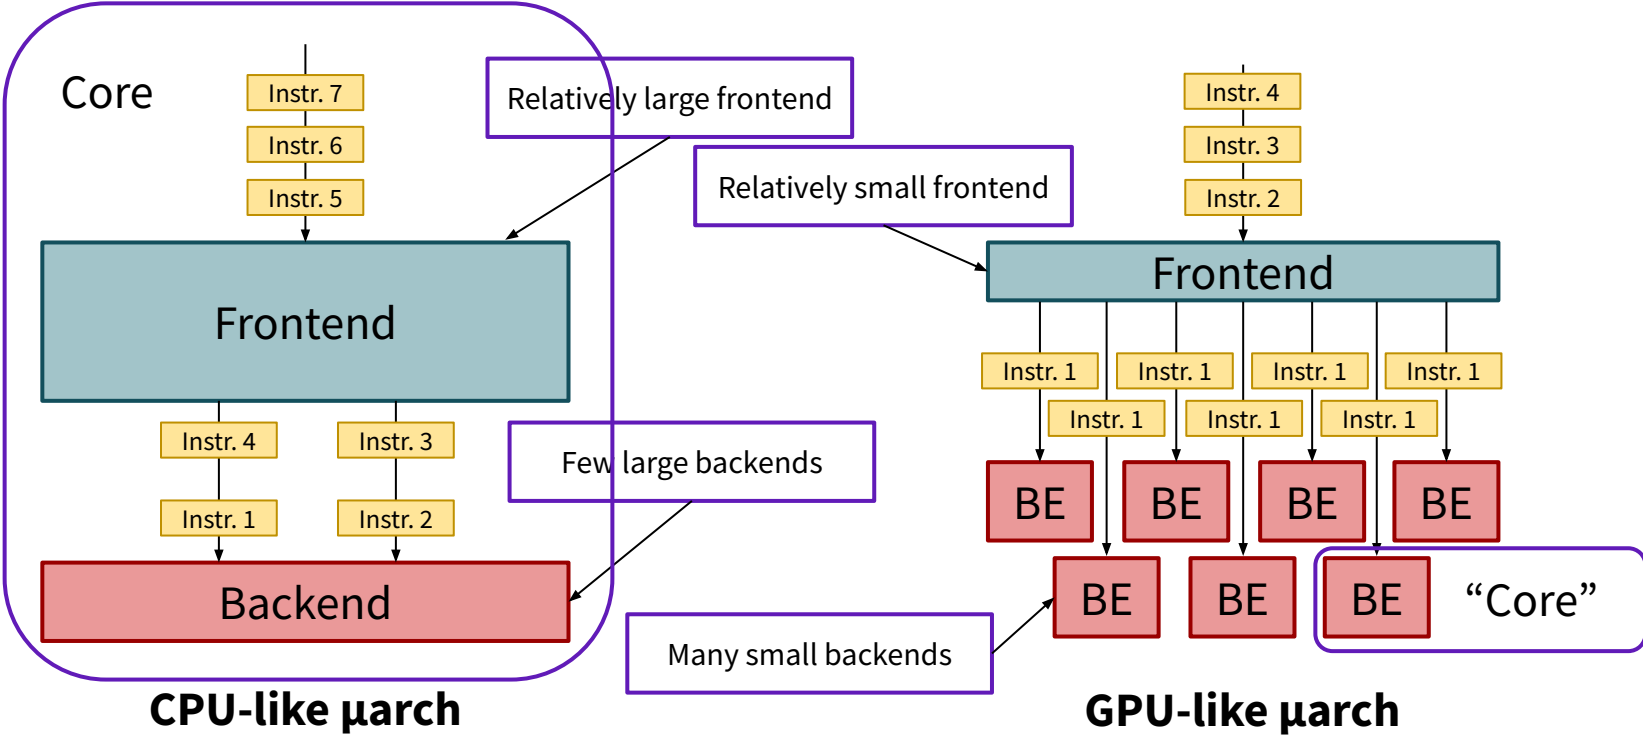 Core
Instr. 7
Instr. 6
Instr. 5
Frontend
Instr. 4
Instr. 3
Instr. 1
Instr. 2
Backend
CPU-like μarch
Relatively large frontend
Relatively small frontend
Few large backends
Many small backends
Instr. 4
Instr. 3
Instr. 2
Frontend
Instr. 1
Instr. 1
Instr. 1
Instr. 1
Instr. 1
Instr. 1
Instr. 1
BE
BE
BE
BE
BE
BE
BE
“Core”
GPU-like μarch